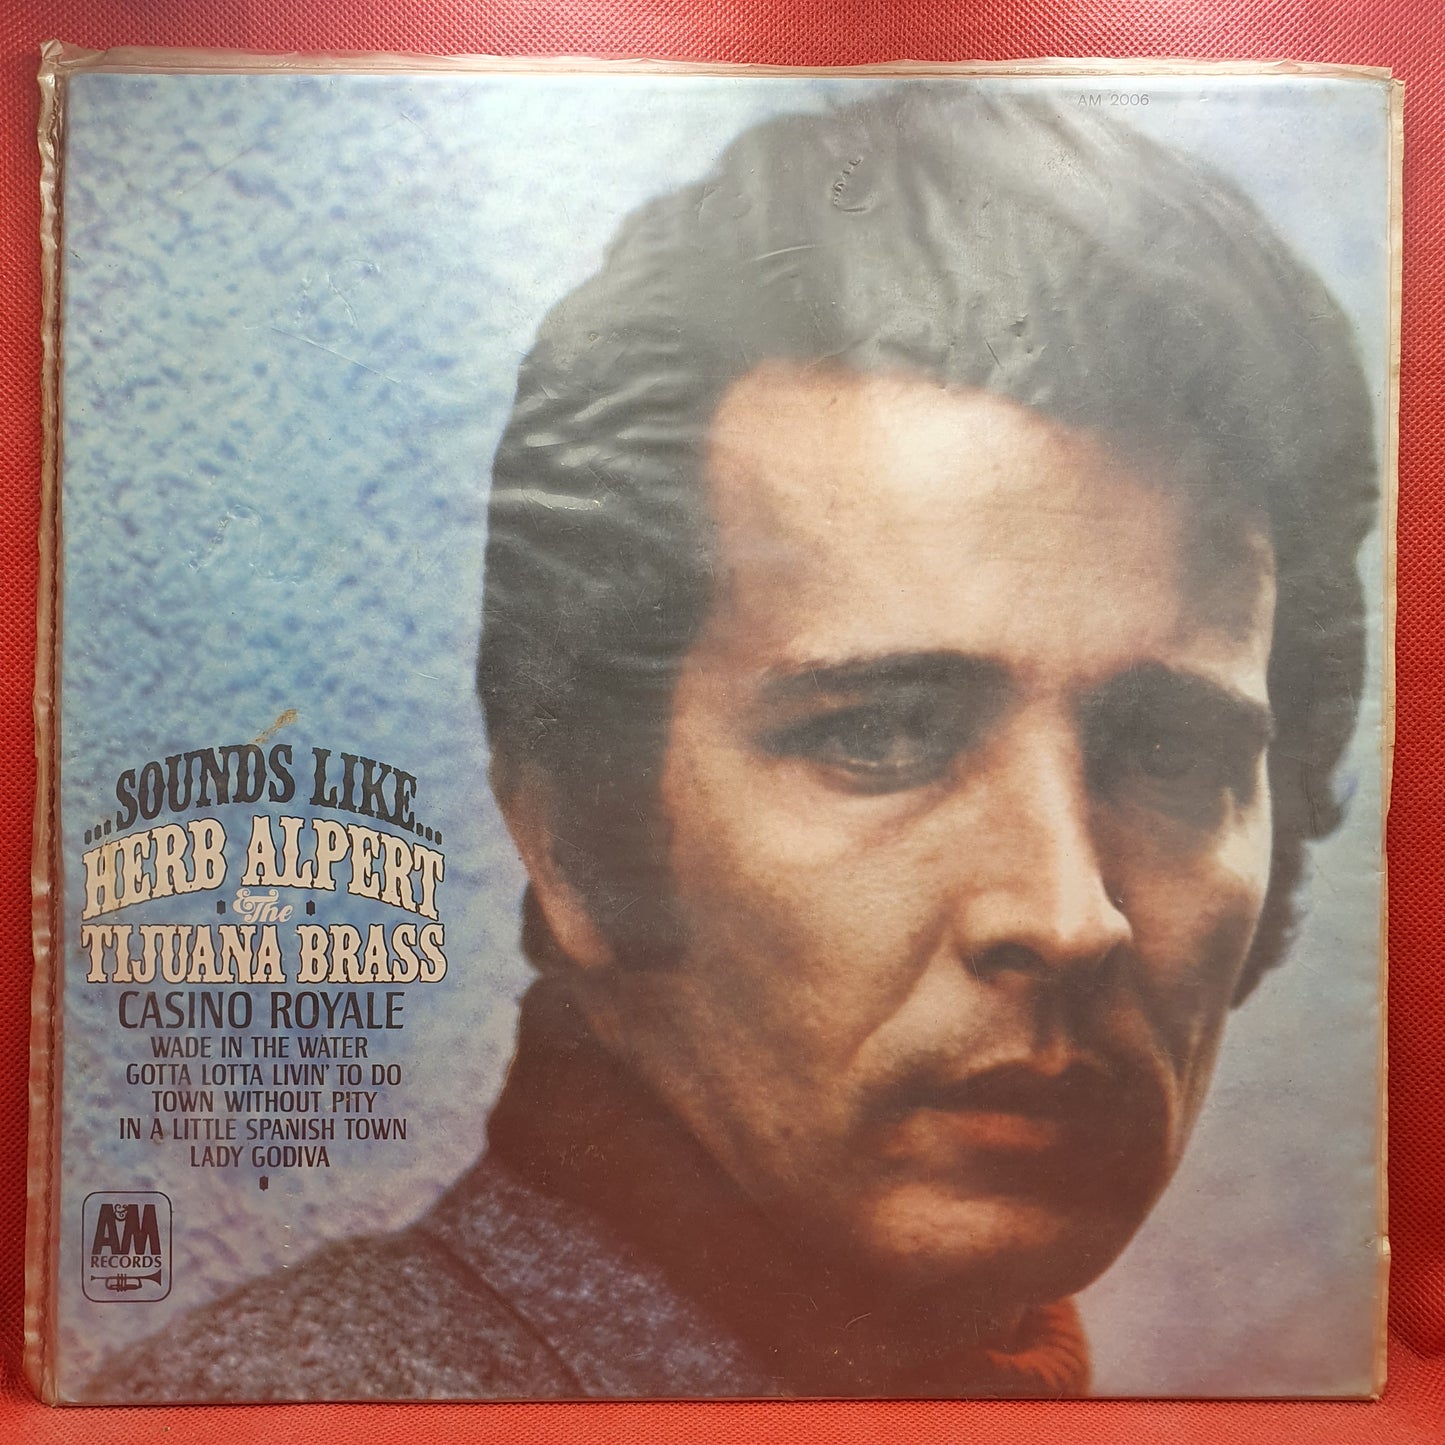 AM 2006
...SOUNDS LIKE...
HERB ALPERT
& The
TIJUANA BRASS
CASINO ROYALE
WADE IN THE WATER
GOTTA LOTTA LIVIN' TO DO
TOWN WITHOUT PITY
IN A LITTLE SPANISH TOWN
LADY GODIVA
A&M
RECORDS